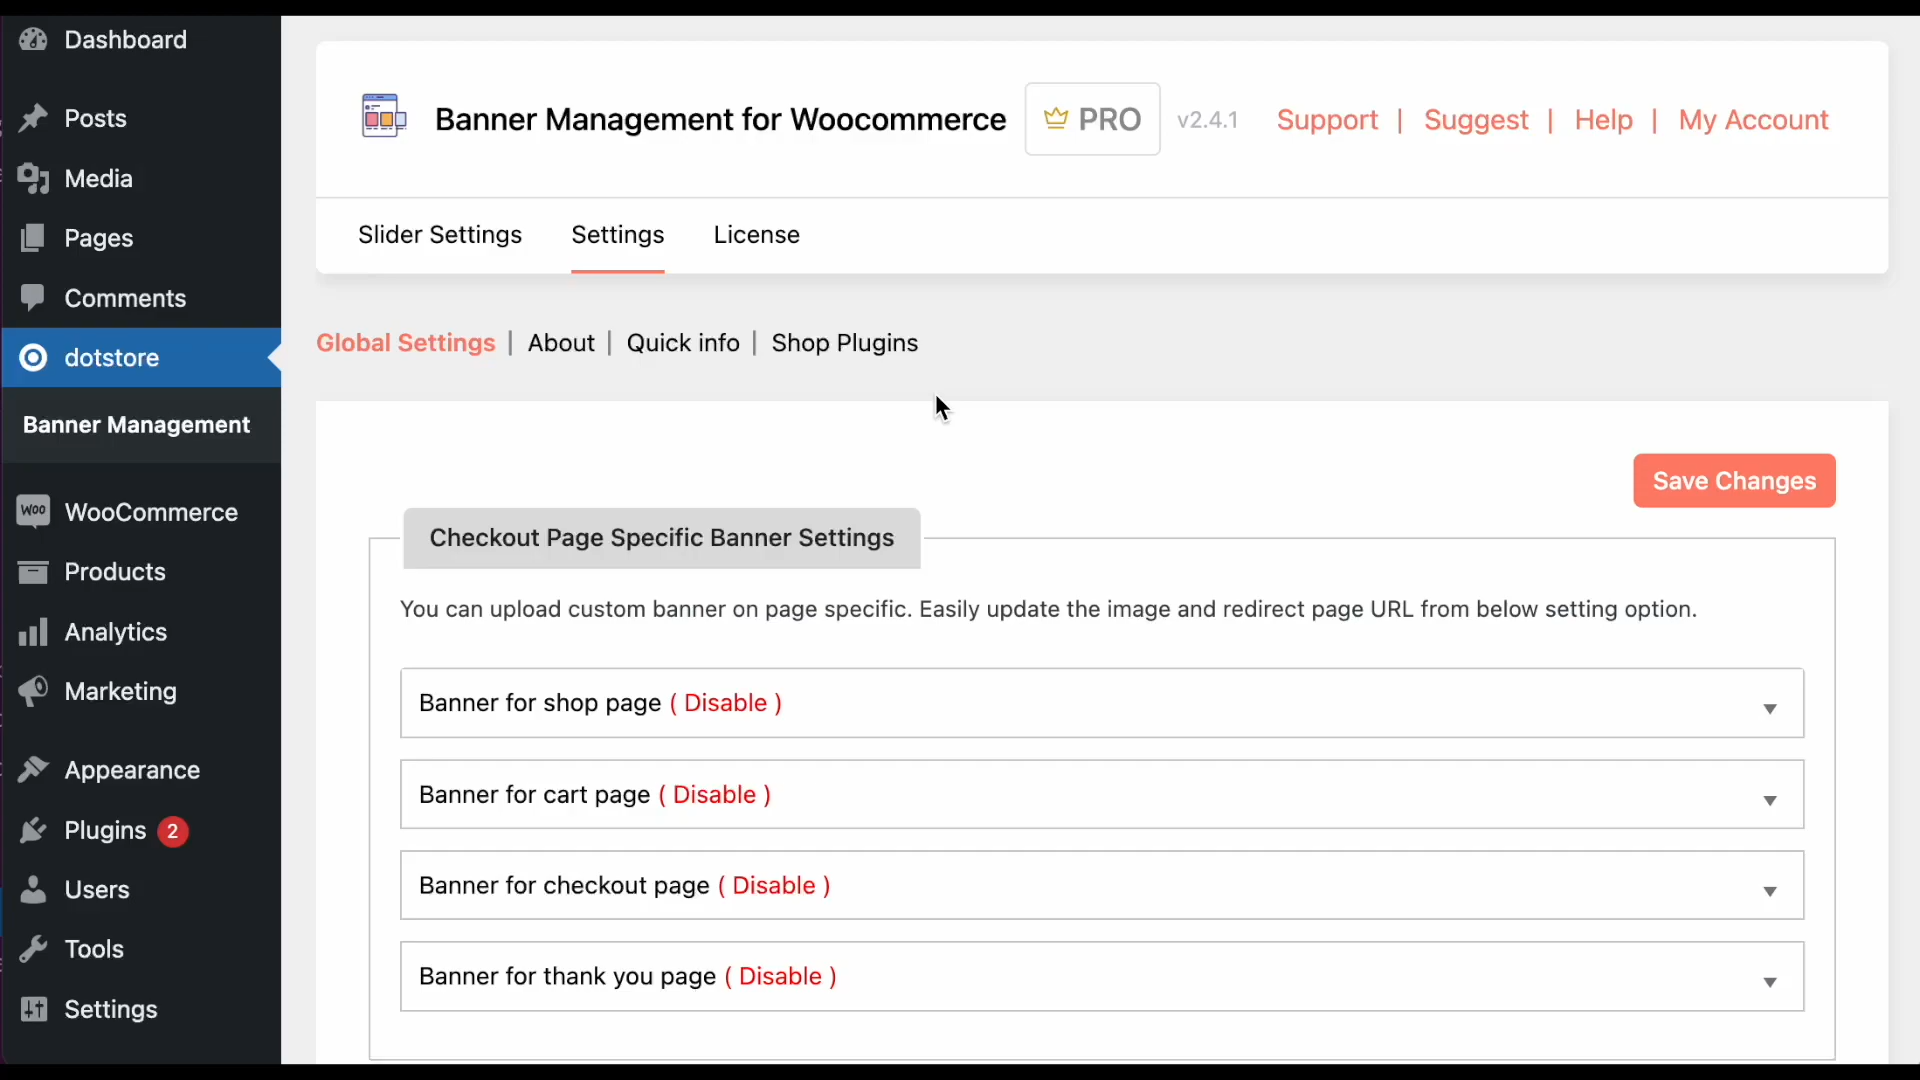 Dashboard
Posts
Media
Pages
Comments
dotstore
Banner Management
WooCommerce
Products
Analytics
Marketing
Appearance
Plugins 2
Users
Tools
Settings
Banner Management for Woocommerce PRO v2.4.1 Support | Suggest | Help | My Account
Slider Settings Settings License
Global Settings | About | Quick info | Shop Plugins
Save Changes
Checkout Page Specific Banner Settings
You can upload custom banner on page specific. Easily update the image and redirect page URL from below setting option.
Banner for shop page ( Disable )
Banner for cart page ( Disable )
Banner for checkout page ( Disable )
Banner for thank you page ( Disable )